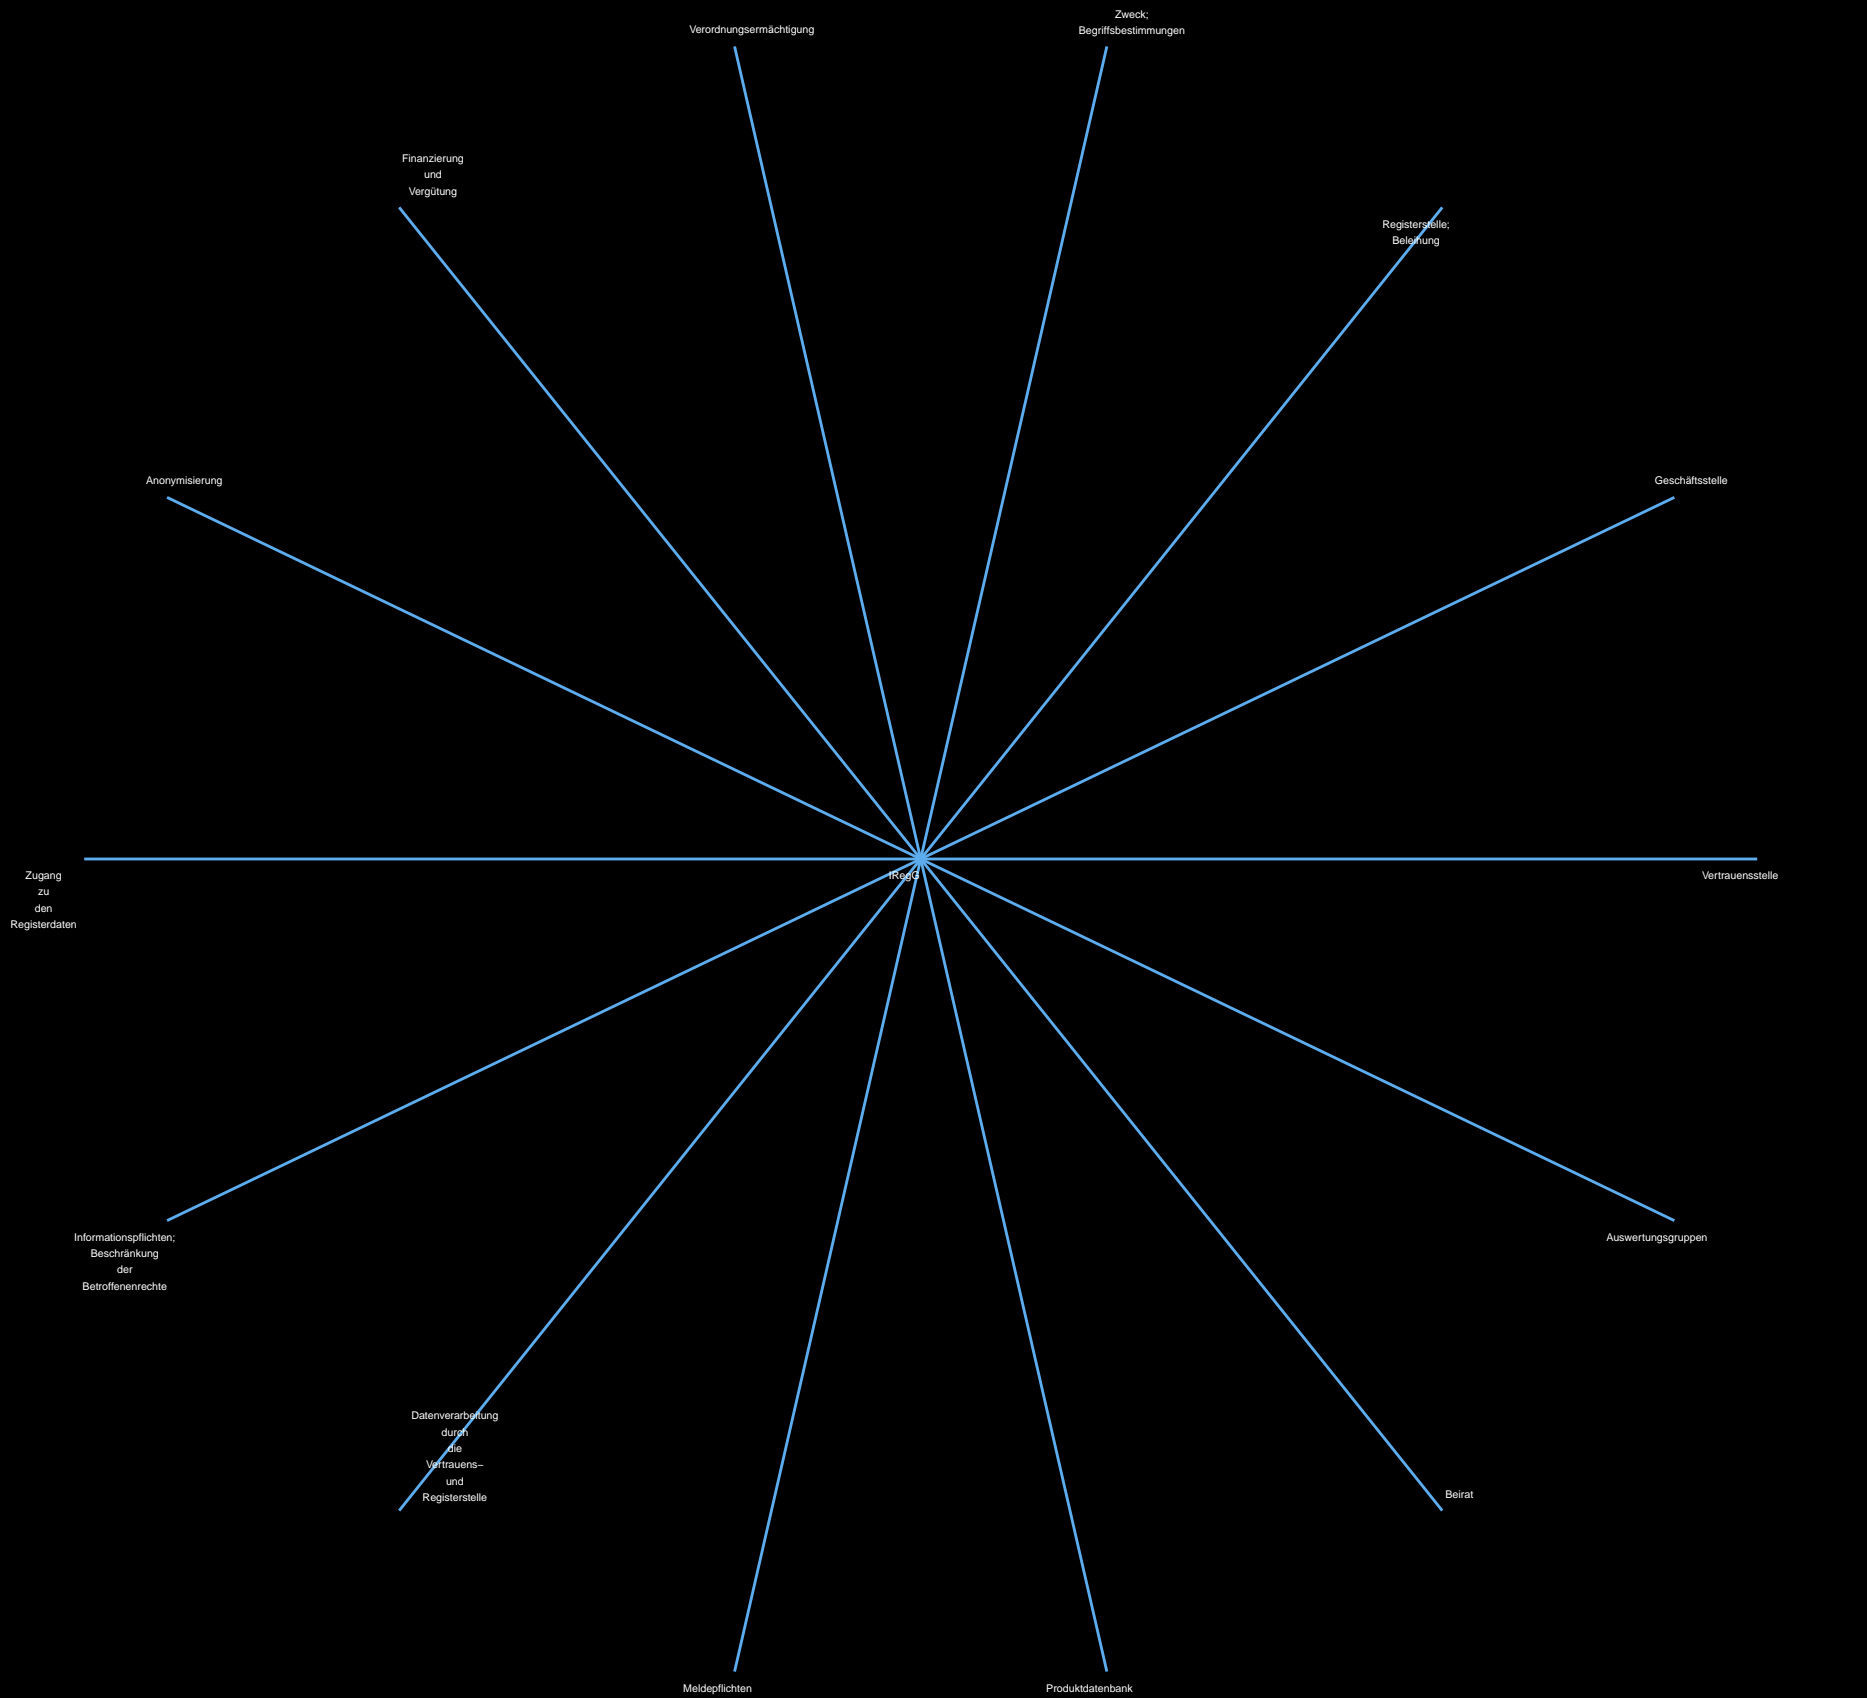 Zweck;
Begriffsbestimmungen
Verordnungsermächtigung
Finanzierung
und
Vergütung
Registerstelle;
Beleihung
Anonymisierung
Geschäftsstelle
Zugang
zu
den
Registerdaten
IRegG
Vertrauensstelle
Informationspflichten;
Beschränkung
der
Betroffenenrechte
Auswertungsgruppen
Datenverarbeitung
durch
die
Vertrauens–
und
Registerstelle
Beirat
Meldepflichten
Produktdatenbank